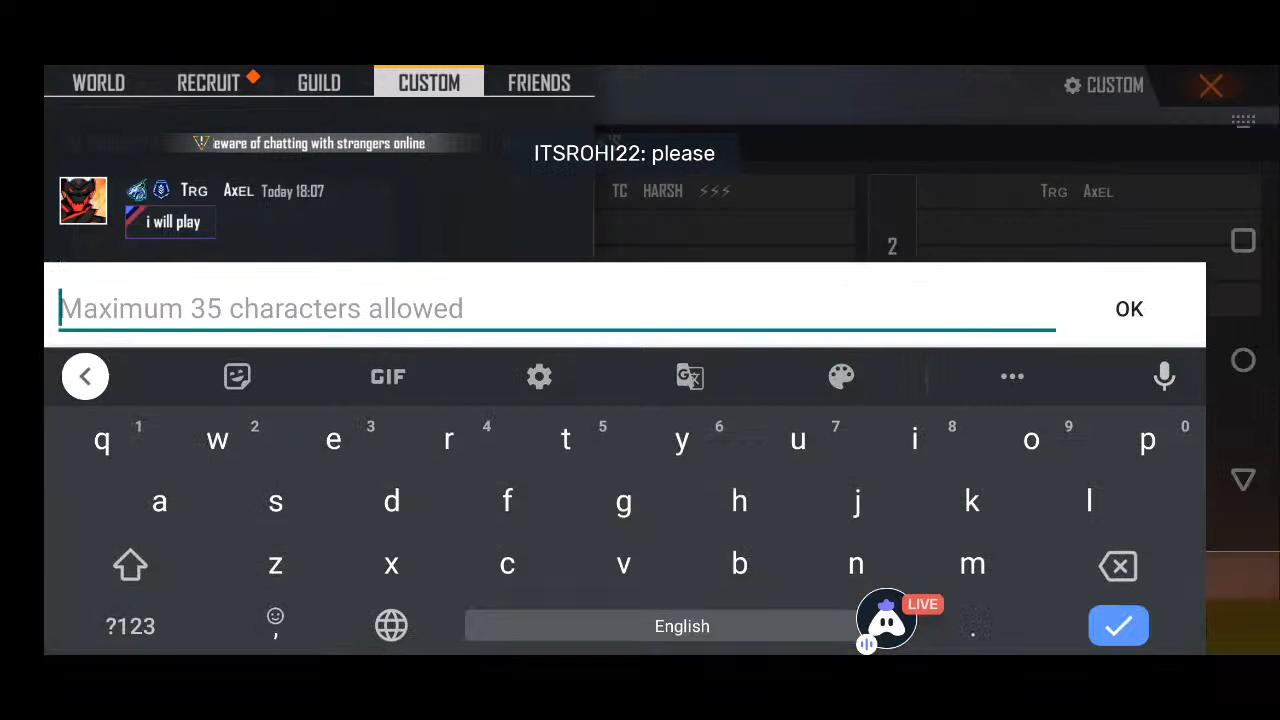 WORLD RECRUIT GUILD CUSTOM FRIENDS CUSTOM
eware of chatting with strangers online
ITSROHI22: please
TRG AXEL Today 18:07
TC HARSH ⚡⚡⚡
TRG AXEL
i will play
2
Maximum 35 characters allowed
OK
GIF
q 1 w 2 e 3 r 4 t 5 y 6 u 7 i 8 o 9 p 0
a s d f g h j k l
z x c v b n m
LIVE
?123 , English .